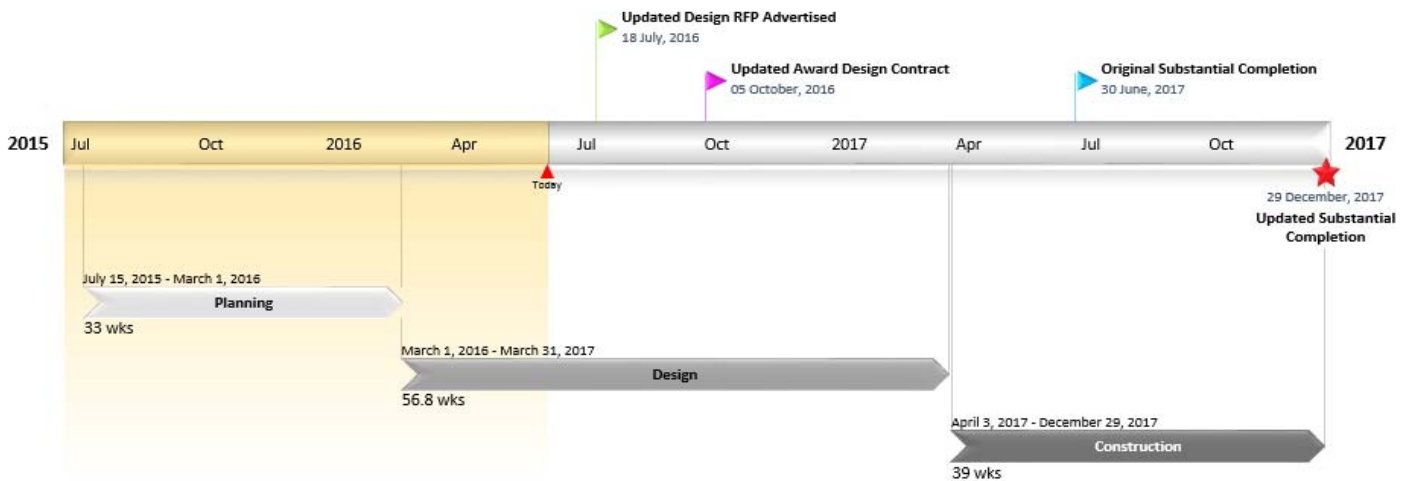 Updated Design RFP Advertised
18 July, 2016
Updated Award Design Contract
05 October, 2016
Original Substantial Completion
30 June, 2017
2015 Jul Oct 2016 Apr Jul Oct 2017 Apr Jul Oct 2017
Today
29 December, 2017
Updated Substantial
Completion
July 15, 2015 - March 1, 2016
Planning
33 wks
March 1, 2016 - March 31, 2017
Design
56.8 wks
April 3, 2017 - December 29, 2017
Construction
39 wks